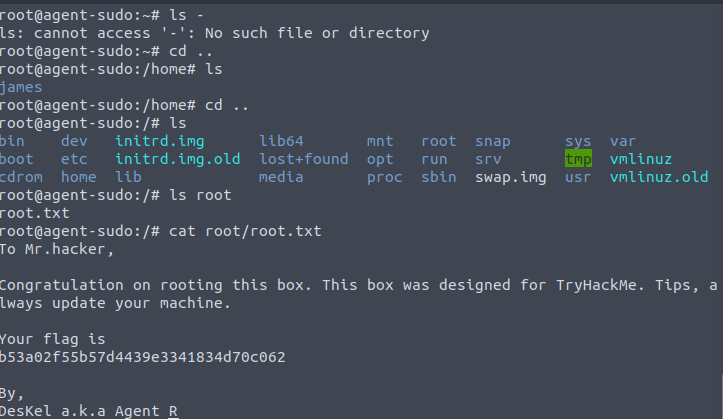 root@agent-sudo:~# ls -
ls: cannot access '-': No such file or directory
root@agent-sudo:~# cd ..
root@agent-sudo:/home# ls
james
root@agent-sudo:/home# cd ..
root@agent-sudo:/# ls
bin dev initrd.img lib64 mnt root snap sys var
boot etc initrd.img.old lost+found opt run srv tmp vmlinuz
cdrom home lib media proc sbin swap.img usr vmlinuz.old
root@agent-sudo:/# ls root
root.txt
root@agent-sudo:/# cat root/root.txt
To Mr.hacker,
Congratulation on rooting this box. This box was designed for TryHackMe. Tips, a
lways update your machine.
Your flag is
b53a02f55b57d4439e3341834d70c062
By,
DesKel a.k.a Agent R